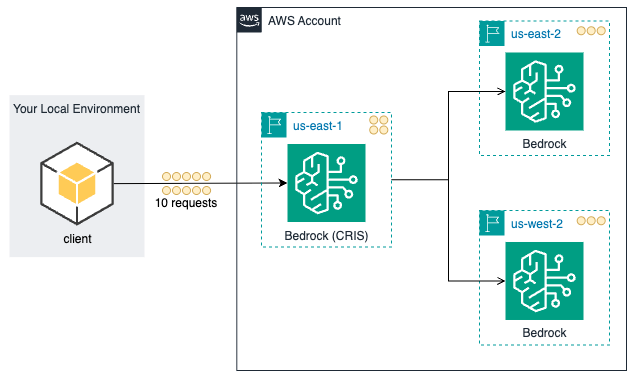 aws
AWS Account
us-east-2
Bedrock
Your Local Environment
client
10 requests
us-east-1
Bedrock (CRIS)
us-west-2
Bedrock